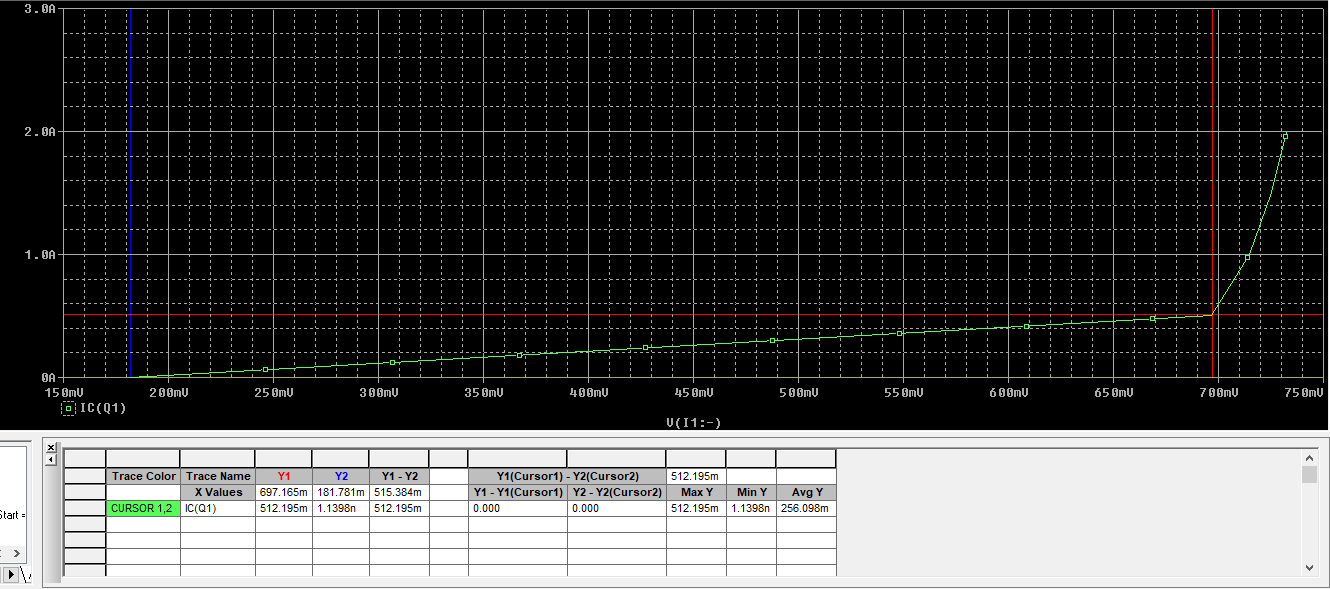 3.0A
2.0A
1.0A
0A
150mV 200mV 250mV 300mV 350mV 400mV 450mV 500mV 550mV 600mV 650mV 700mV 750mV
IC(Q1)
V(I1:-)
Trace Color Trace Name Y1 Y2 Y1 - Y2 Y1(Cursor1) - Y2(Cursor2) 512.195m
X Values 697.165m 181.781m 515.384m Y1 - Y1(Cursor1) Y2 - Y2(Cursor2) Max Y Min Y Avg Y
CURSOR 1,2 IC(Q1) 512.195m 1.1398n 512.195m 0.000 0.000 512.195m 1.1398n 256.098m
Start =